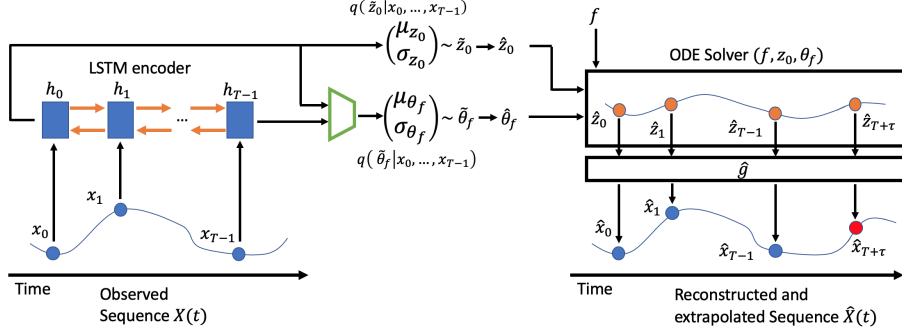 q( z̃₀|x₀, ..., x_{T−1})
f
μ_{z₀}
σ_{z₀}
~ z̃₀ → ẑ₀
ODE Solver (f, z₀, θ_f)
LSTM encoder
h₀ h₁ h_{T−1}
...
μ_{θ_f}
σ_{θ_f}
~ θ̃_f → θ̂_f
q( θ̃_f|x₀, ..., x_{T−1})
ẑ₀ ẑ₁ ẑ_{T−1} ẑ_{T+τ}
ĝ
x₀ x₁ x_{T−1}
x̂₀ x̂₁ x̂_{T−1} x̂_{T+τ}
Time
Observed
Sequence X(t)
Time
Reconstructed and
extrapolated Sequence X̂(t)